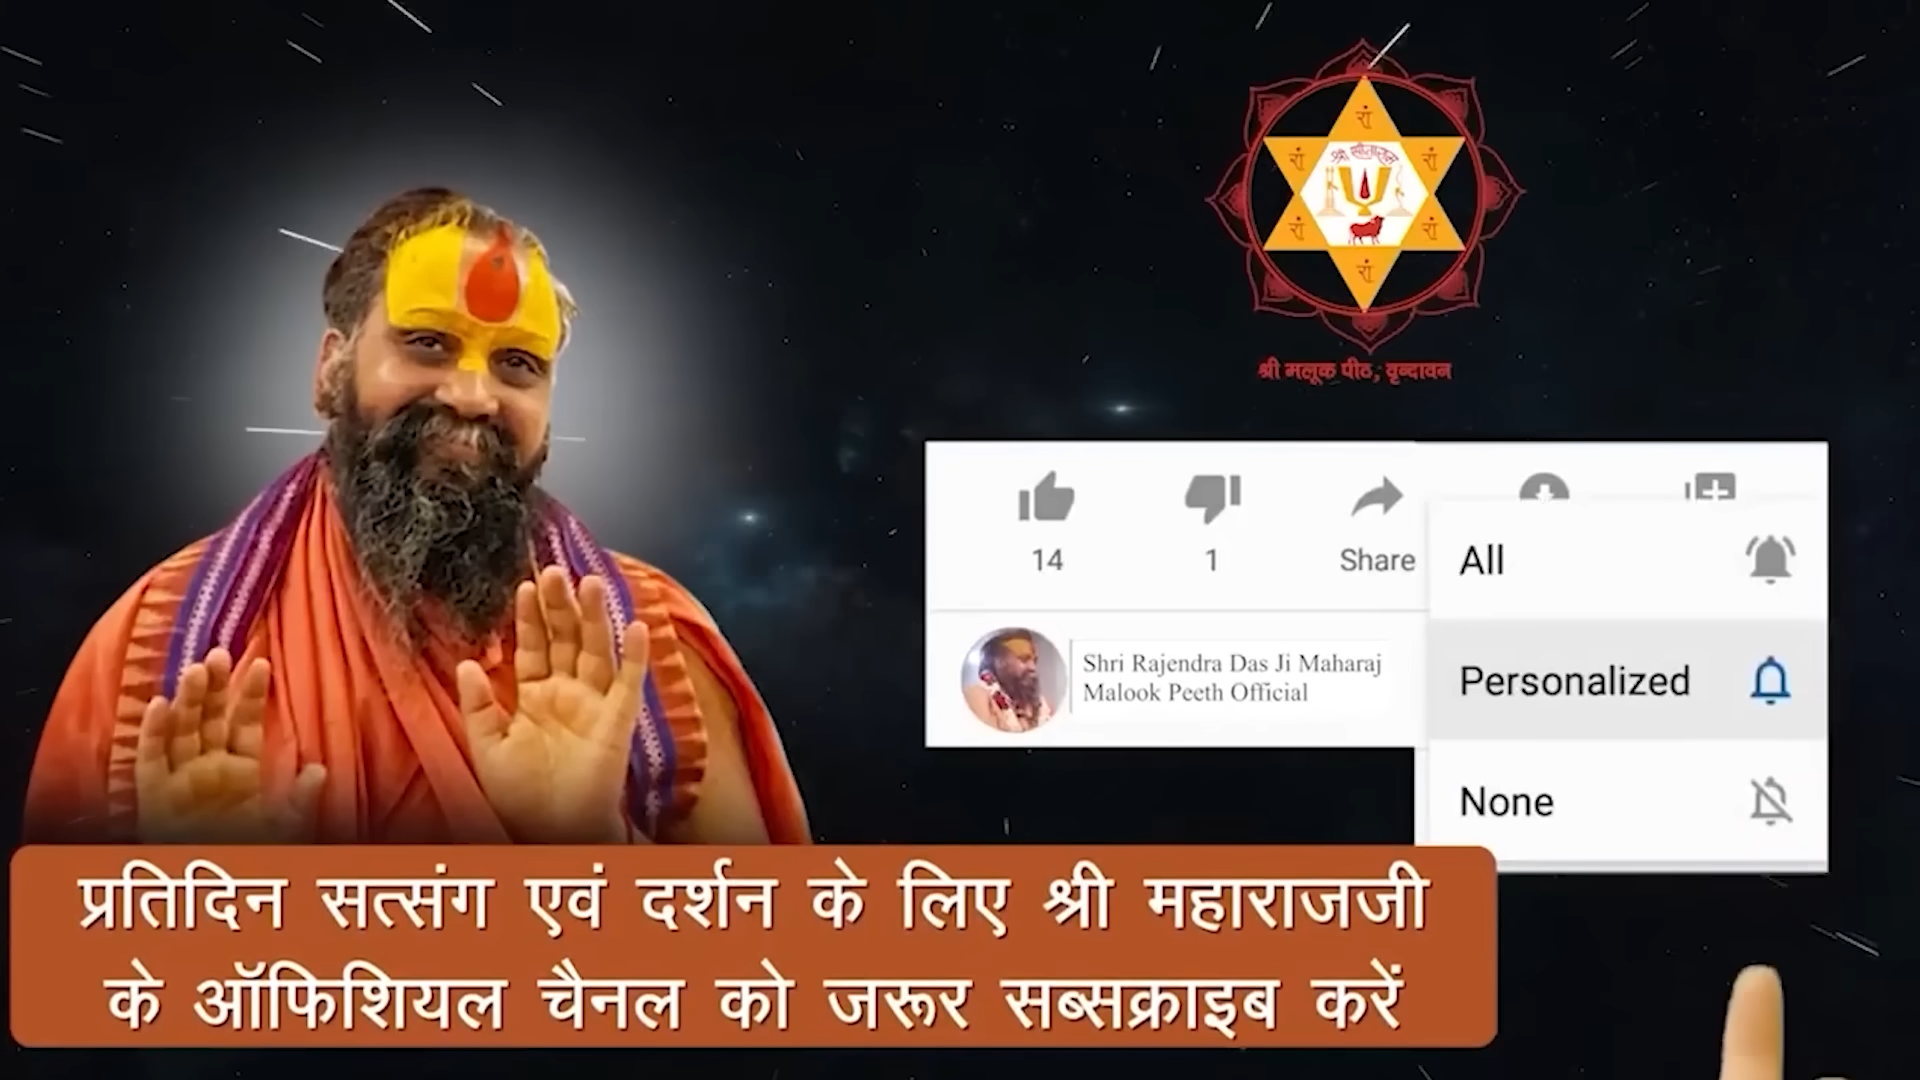 रां
रां
रां
श्री सीताराम
रां
रां
रां
श्री मलूक पीठ, वृन्दावन
14
1
Share
All
Shri Rajendra Das Ji Maharaj
Malook Peeth Official
Personalized
None
प्रतिदिन सत्संग एवं दर्शन के लिए श्री महाराजजी
के ऑफिशियल चैनल को जरूर सब्सक्राइब करें